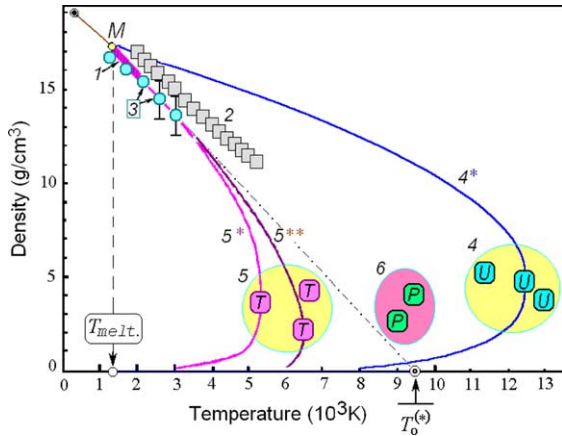 M
1
3
2
4*
15
10
5
0
Density (g/cm³)
5*
5**
5
T
T
T
6
P
P
4
U
U
U
Tmelt.
0 1 2 3 4 5 6 7 8 9 10 11 12 13
Temperature (10³K)
To(*)